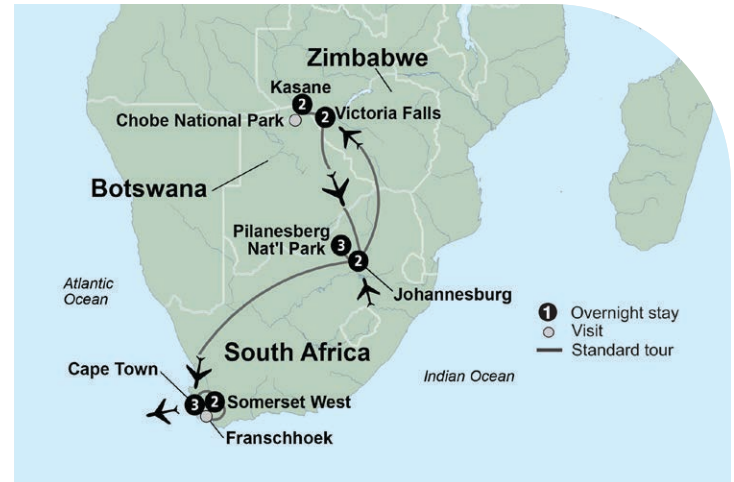 Zimbabwe
Kasane
2
Chobe National Park
2
Victoria Falls
Botswana
Pilanesberg
Nat'l Park
3
2
Johannesburg
Atlantic
Ocean
1 Overnight stay
Visit
Standard tour
South Africa
Cape Town
Indian Ocean
3
2
Somerset West
Franschhoek